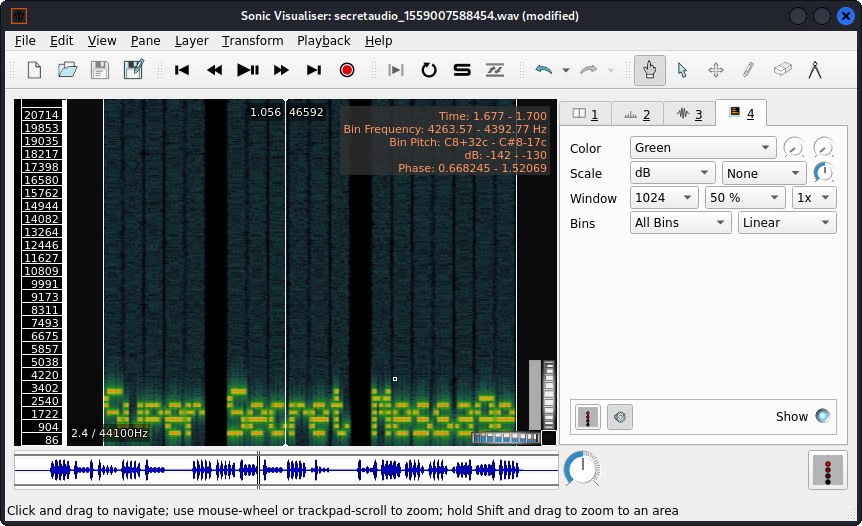 Sonic Visualiser: secretaudio_1559007588454.wav (modified)
File Edit View Pane Layer Transform Playback Help
1.056 46592
Time: 1.677 - 1.700
Bin Frequency: 4263.57 - 4392.77 Hz
Bin Pitch: C8+32c - C#8-17c
dB: -142 - -130
Phase: 0.668245 - 1.52069
20714
19853
19035
18217
17398
16580
15762
14944
14082
13264
12446
11627
10809
9991
9173
8311
7493
6675
5857
5038
4220
3402
2540
1722
904
86
2.4 / 44100Hz
1 2 3 4
Color Green
Scale dB None
Window 1024 50 % 1x
Bins All Bins Linear
Show
Click and drag to navigate; use mouse-wheel or trackpad-scroll to zoom; hold Shift and drag to zoom to an area